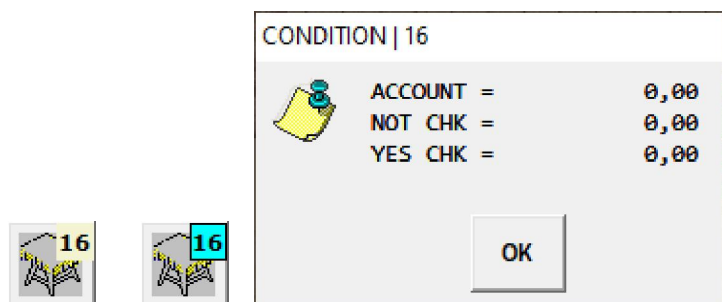 CONDITION | 16
ACCOUNT = 0,00
NOT CHK = 0,00
YES CHK = 0,00
16
16
OK